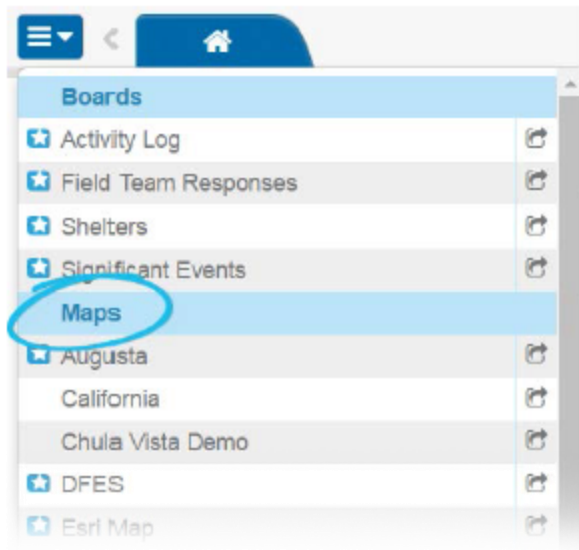 Boards
Activity Log
Field Team Responses
Shelters
Significant Events
Maps
Augusta
California
Chula Vista Demo
DFES
Esri Map